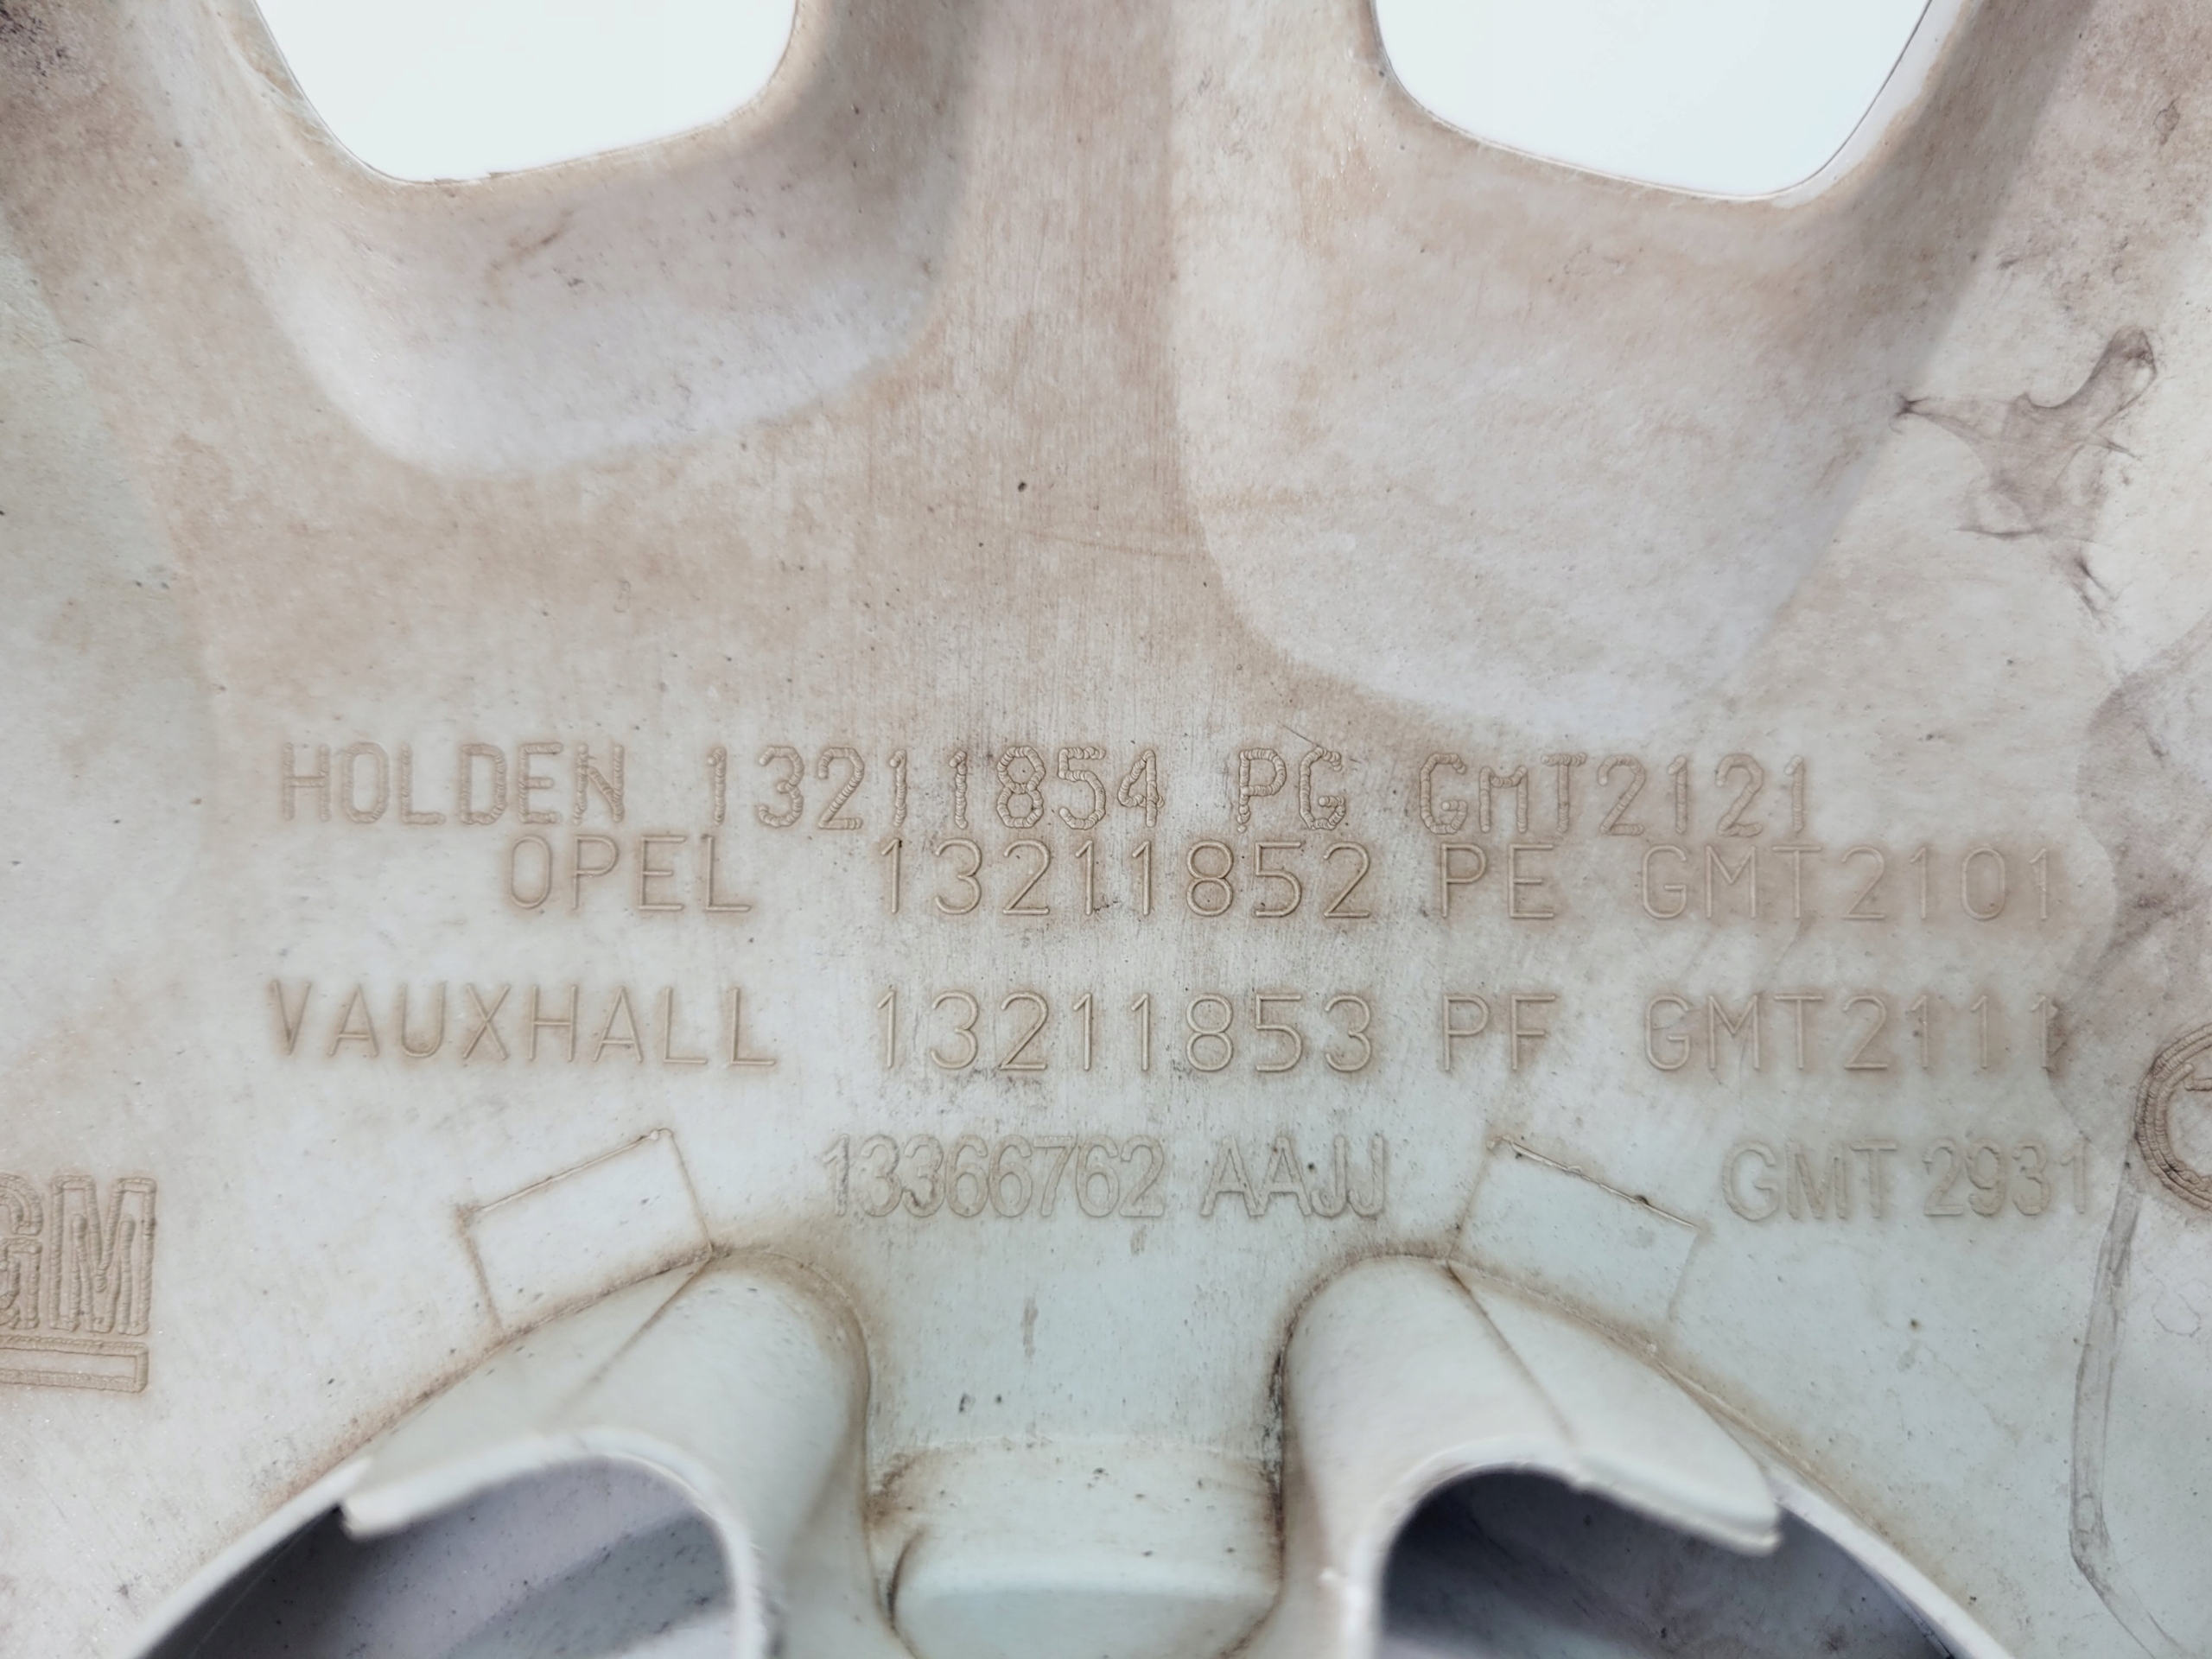 HOLDEN 13211854 PG GMT2121
OPEL 13211852 PE GMT2101
VAUXHALL 13211853 PF GMT2111
13366762 AAJJ GMT 2931
GM